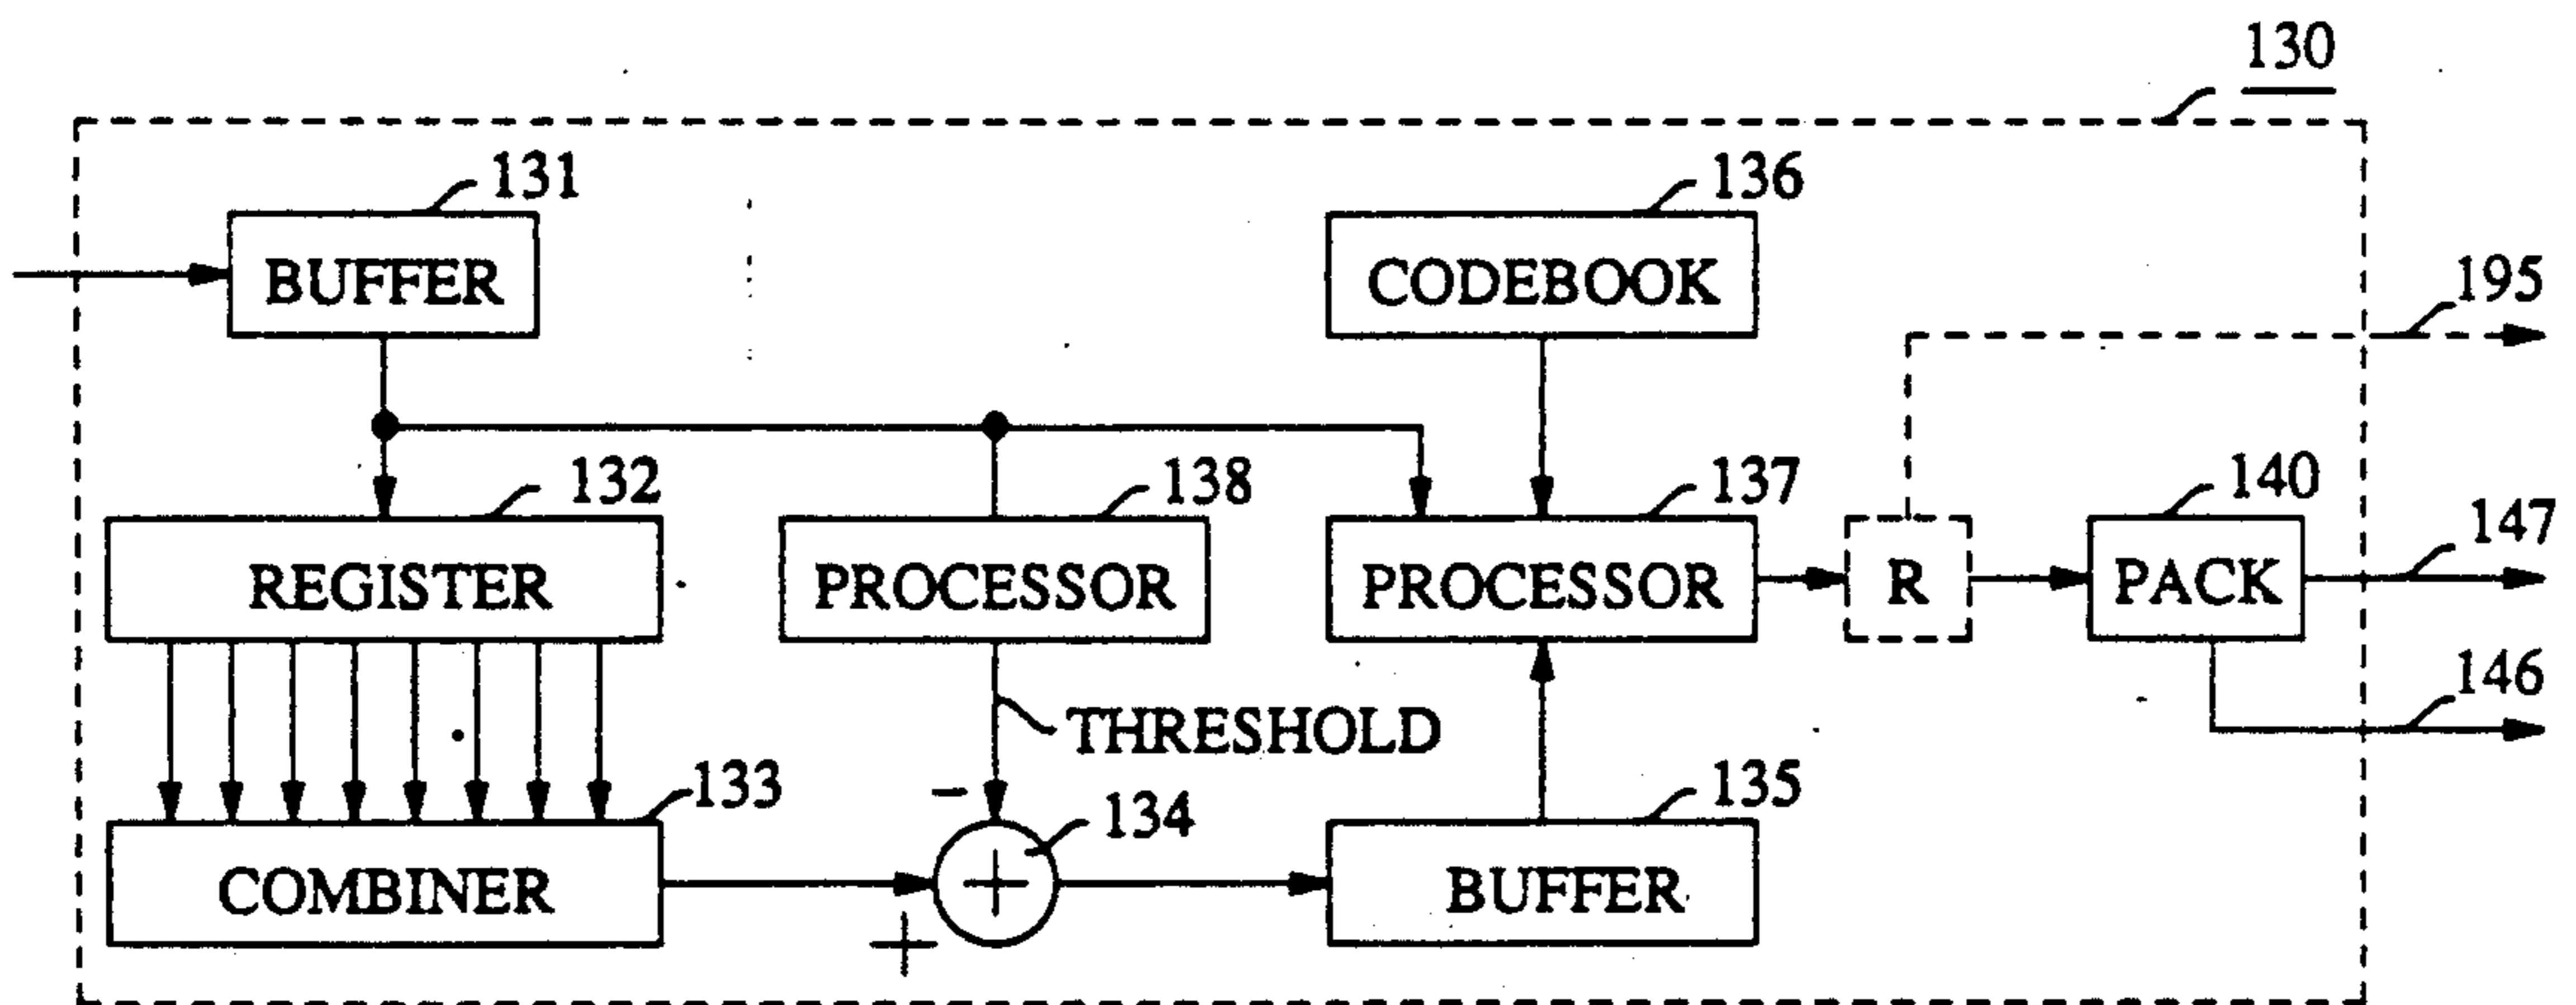 130
131
136
BUFFER
CODEBOOK
195
132
138
137
140
147
REGISTER
PROCESSOR
PROCESSOR
R
PACK
146
THRESHOLD
133
-
134
135
COMBINER
+
BUFFER
+